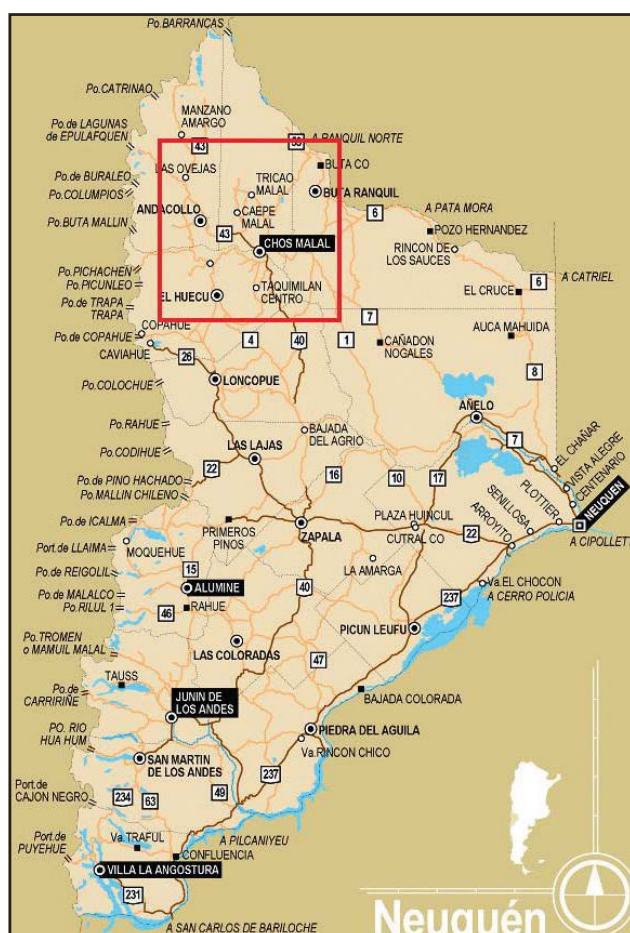 Po.BARRANCAS
Po.CATRINAO
MANZANO
AMARGO
Po.de LAGUNAS
de EPULAFQUEN
43
A RANQUIL NORTE
BUTA CO
Po.de BURALEO
LAS OVEJAS
TRICAO
MALAL
BUTA RANQUIL
Po.COLUMPIOS
ANDACOLLO
CAEPE
MALAL
6
A PATA MORA
Po.BUTA MALLIN
43
CHOS MALAL
POZO HERNANDEZ
RINCON DE
LOS SAUCES
Po.PICHACHEN
Po.PICUNLEO
A CATRIEL
6
EL HUECU
TAQUIMILAN
CENTRO
EL CRUCE
Po.de TRAPA
TRAPA
7
AUCA MAHUIDA
COPAHUE
Po.de COPAHUE
CAVIAHUE
26
4
40
1
CAÑADON
NOGALES
8
Po.COLOCHUE
LONCOPUE
AÑELO
Po.RAHUE
BAJADA
DEL AGRIO
7
EL CHAÑAR
Po.CODIHUE
LAS LAJAS
22
16
10
17
VISTA ALEGRE
CENTENARIO
Po.de PINO HACHADO
Po.MALLIN CHILENO
PLOTTIER
SENILLOSA
NEUQUEN
Po.de ICALMA
PRIMEROS
PINOS
ZAPALA
PLAZA HUINCUL
CUTRAL CO
22
ARROYITO
A CIPOLLETTI
Port.de LLAIMA
MOQUEHUE
LA AMARGA
Po.de REIGOLIL
15
ALUMINE
40
Va.EL CHOCON
A CERRO POLICIA
237
Po.de MALALCO
Po.RILUL 1
46
RAHUE
PICUN LEUFU
Po.TROMEN
o MAMUIL MALAL
LAS COLORADAS
47
TAUSS
Po.de
CARRIRIÑE
BAJADA COLORADA
JUNIN DE
LOS ANDES
PIEDRA DEL AGUILA
PO. RIO
HUA HUM
Va.RINCON CHICO
SAN MARTIN
DE LOS ANDES
237
Port.de
CAJON NEGRO
234
63
49
Port.de
PUYEHUE
Va.TRAFUL
A PILCANIYEU
CONFLUENCIA
VILLA LA ANGOSTURA
231
A SAN CARLOS DE BARILOCHE
Neuquén